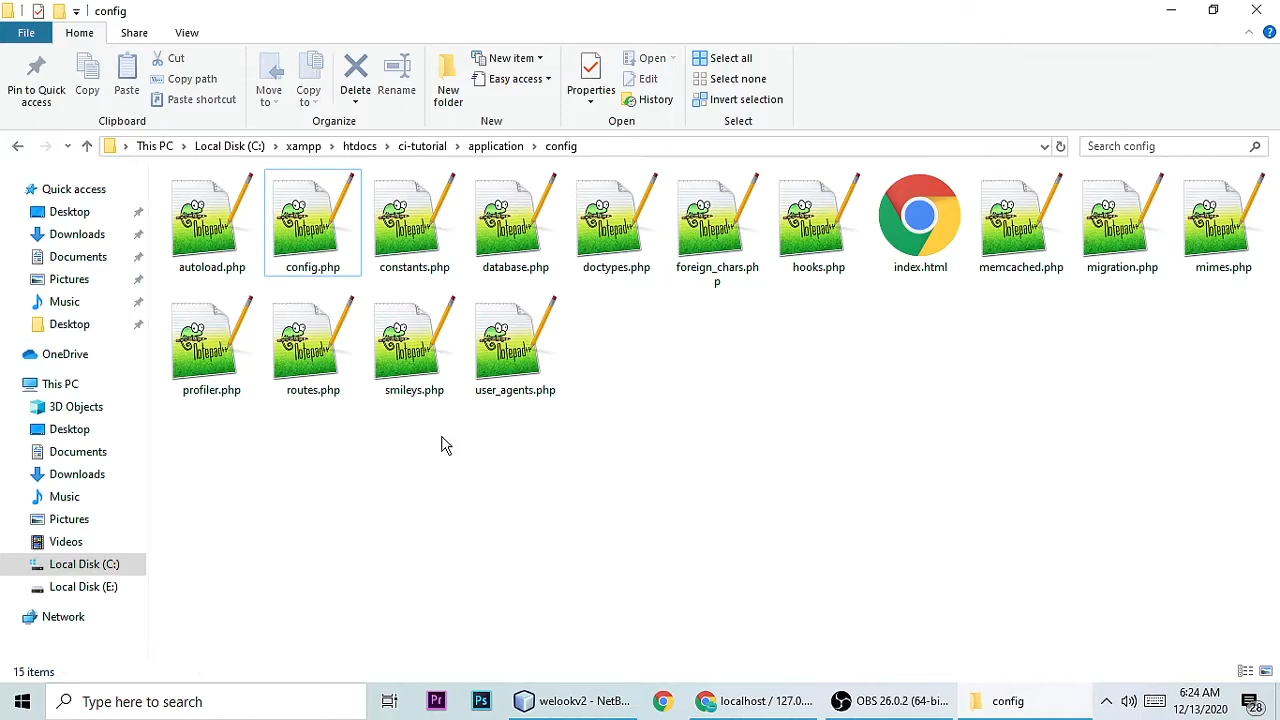 config
File Home Share View
Pin to Quick access
Copy
Paste
Cut
Copy path
Paste shortcut
Clipboard
Move to
Copy to
Delete
Rename
Organize
New folder
New item
Easy access
New
Properties
Open
Edit
History
Open
Select all
Select none
Invert selection
Select
This PC > Local Disk (C:) > xampp > htdocs > ci-tutorial > application > config
Search config
Quick access
Desktop
Downloads
Documents
Pictures
Music
Desktop
OneDrive
This PC
3D Objects
Desktop
Documents
Downloads
Music
Pictures
Videos
Local Disk (C:)
Local Disk (E:)
Network
autoload.php config.php constants.php database.php doctypes.php foreign_chars.ph hooks.php index.html memcached.php migration.php mimes.php
p
profiler.php routes.php smileys.php user_agents.php
15 items
Type here to search
Pr
Ps
welookv2 - NetB...
localhost / 127.0....
OBS 26.0.2 (64-bi...
config
6:24 AM
12/13/2020
28